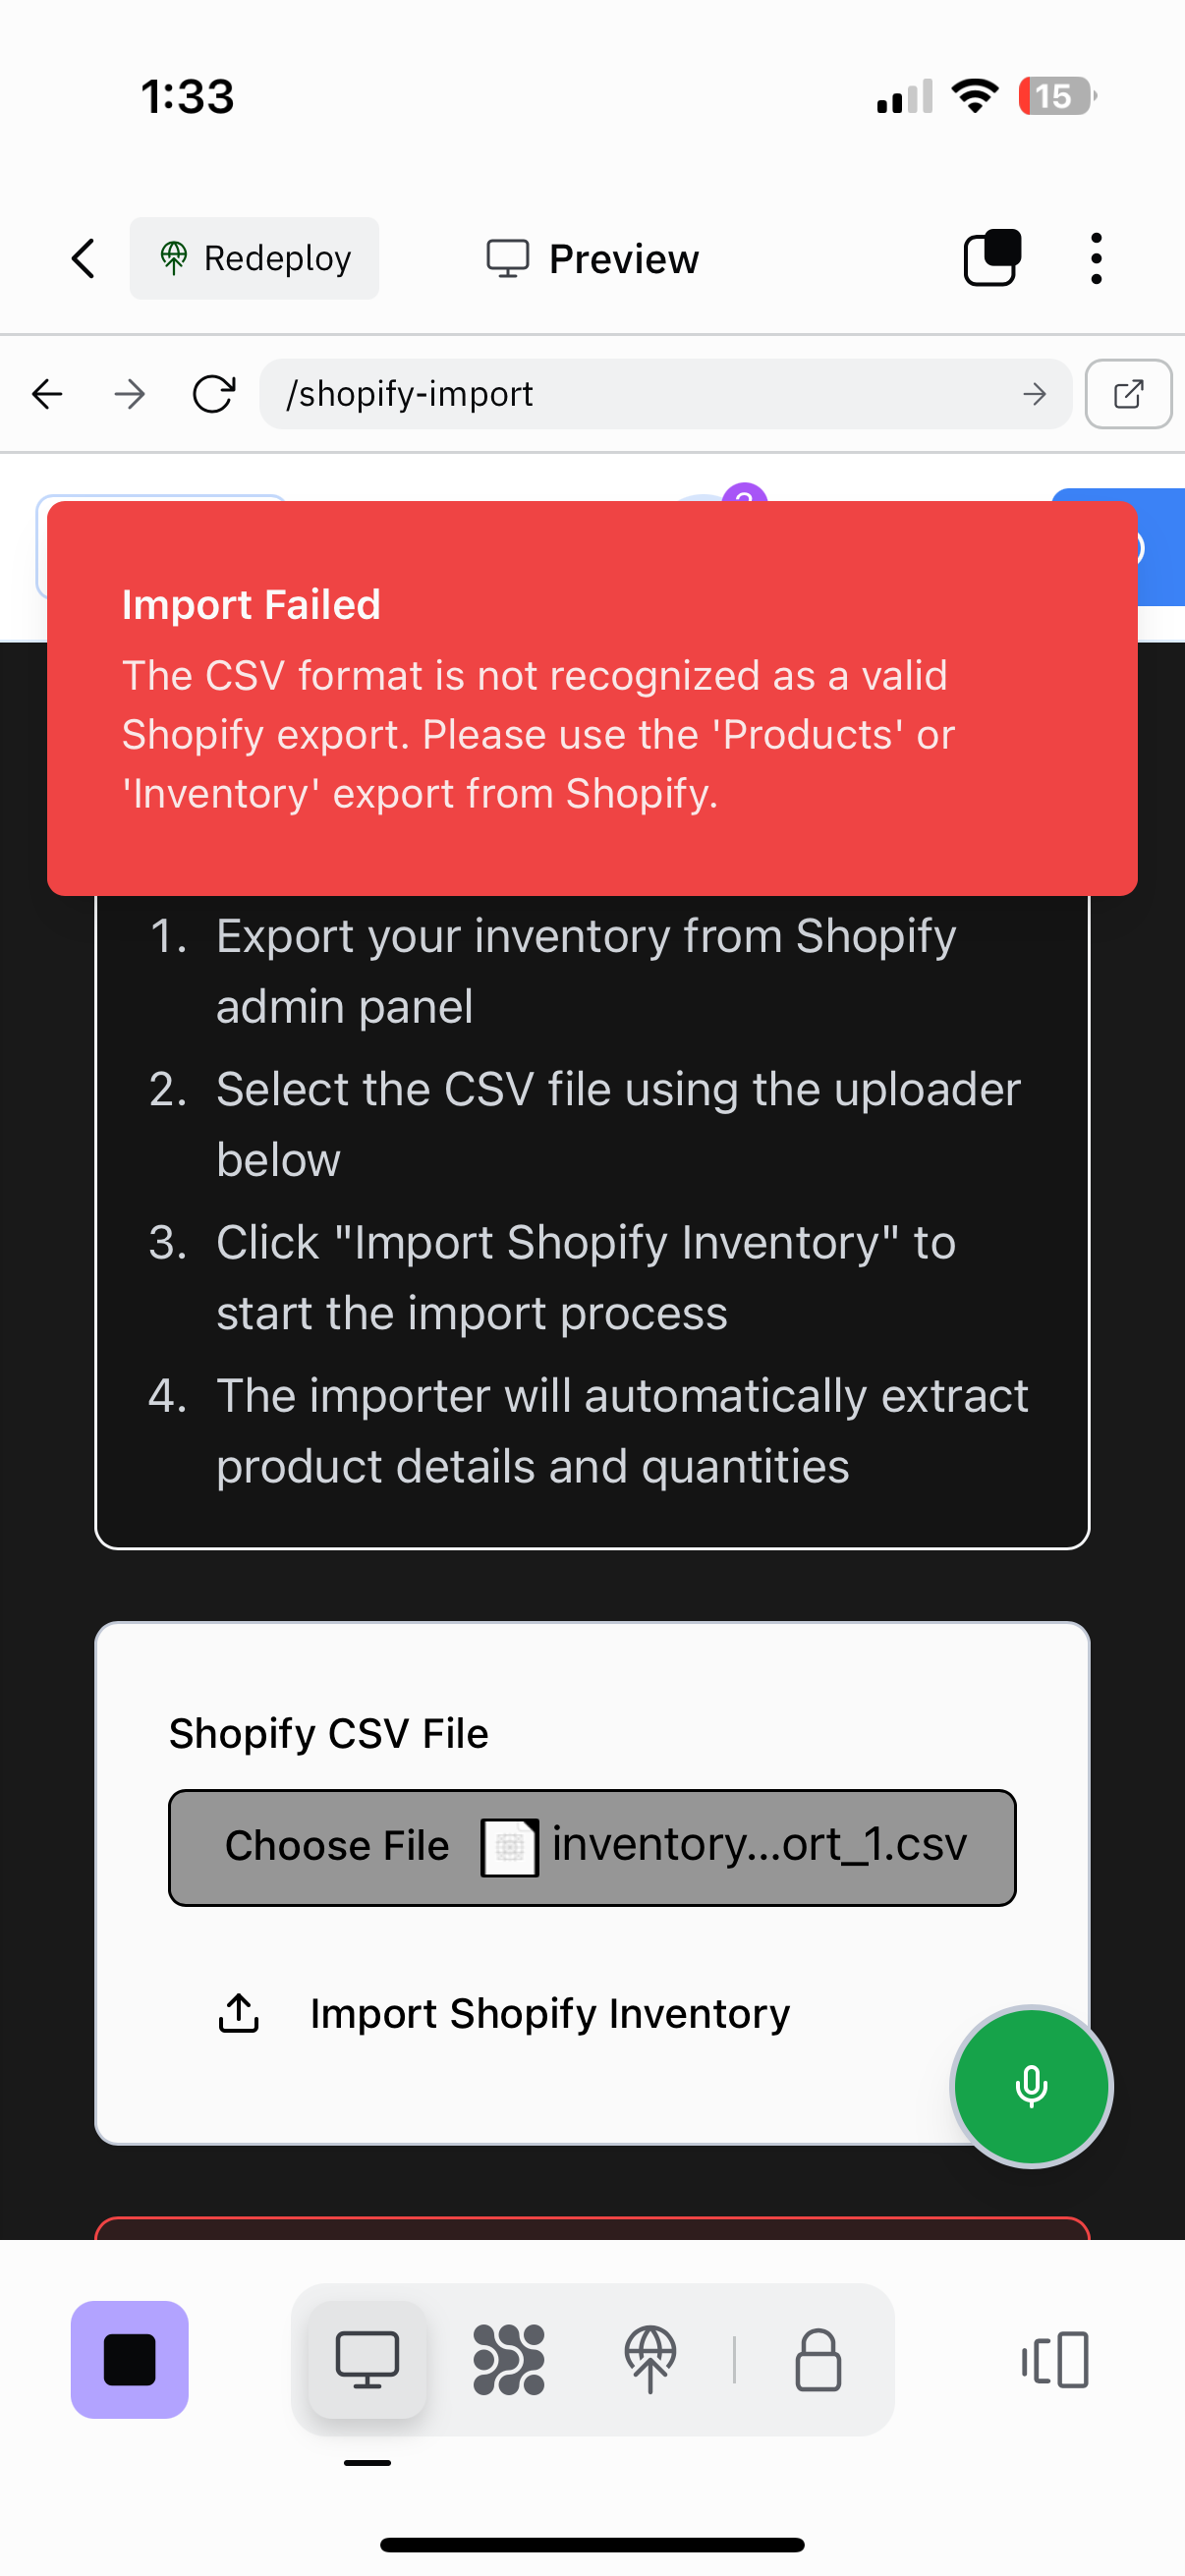 1:33
15
Redeploy
Preview
/shopify-import
Import Failed
The CSV format is not recognized as a valid
Shopify export. Please use the 'Products' or
'Inventory' export from Shopify.
1. Export your inventory from Shopify
admin panel
2. Select the CSV file using the uploader
below
3. Click "Import Shopify Inventory" to
start the import process
4. The importer will automatically extract
product details and quantities
Shopify CSV File
Choose File inventory...ort_1.csv
Import Shopify Inventory